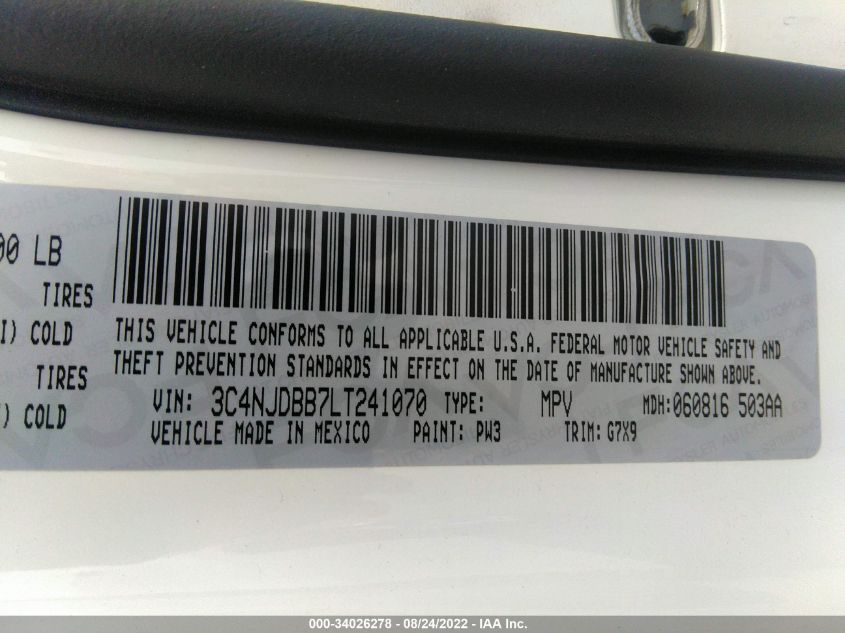 00 LB
TIRES
I) COLD
TIRES
) COLD
THIS VEHICLE CONFORMS TO ALL APPLICABLE U.S.A. FEDERAL MOTOR VEHICLE SAFETY AND
THEFT PREVENTION STANDARDS IN EFFECT ON THE DATE OF MANUFACTURE SHOWN ABOVE.
VIN: 3C4NJDBB7LT241070 TYPE: MPV MDH:060816 503AA
VEHICLE MADE IN MEXICO PAINT: PW3 TRIM: G7X9
000-34026278 - 08/24/2022 - IAA Inc.